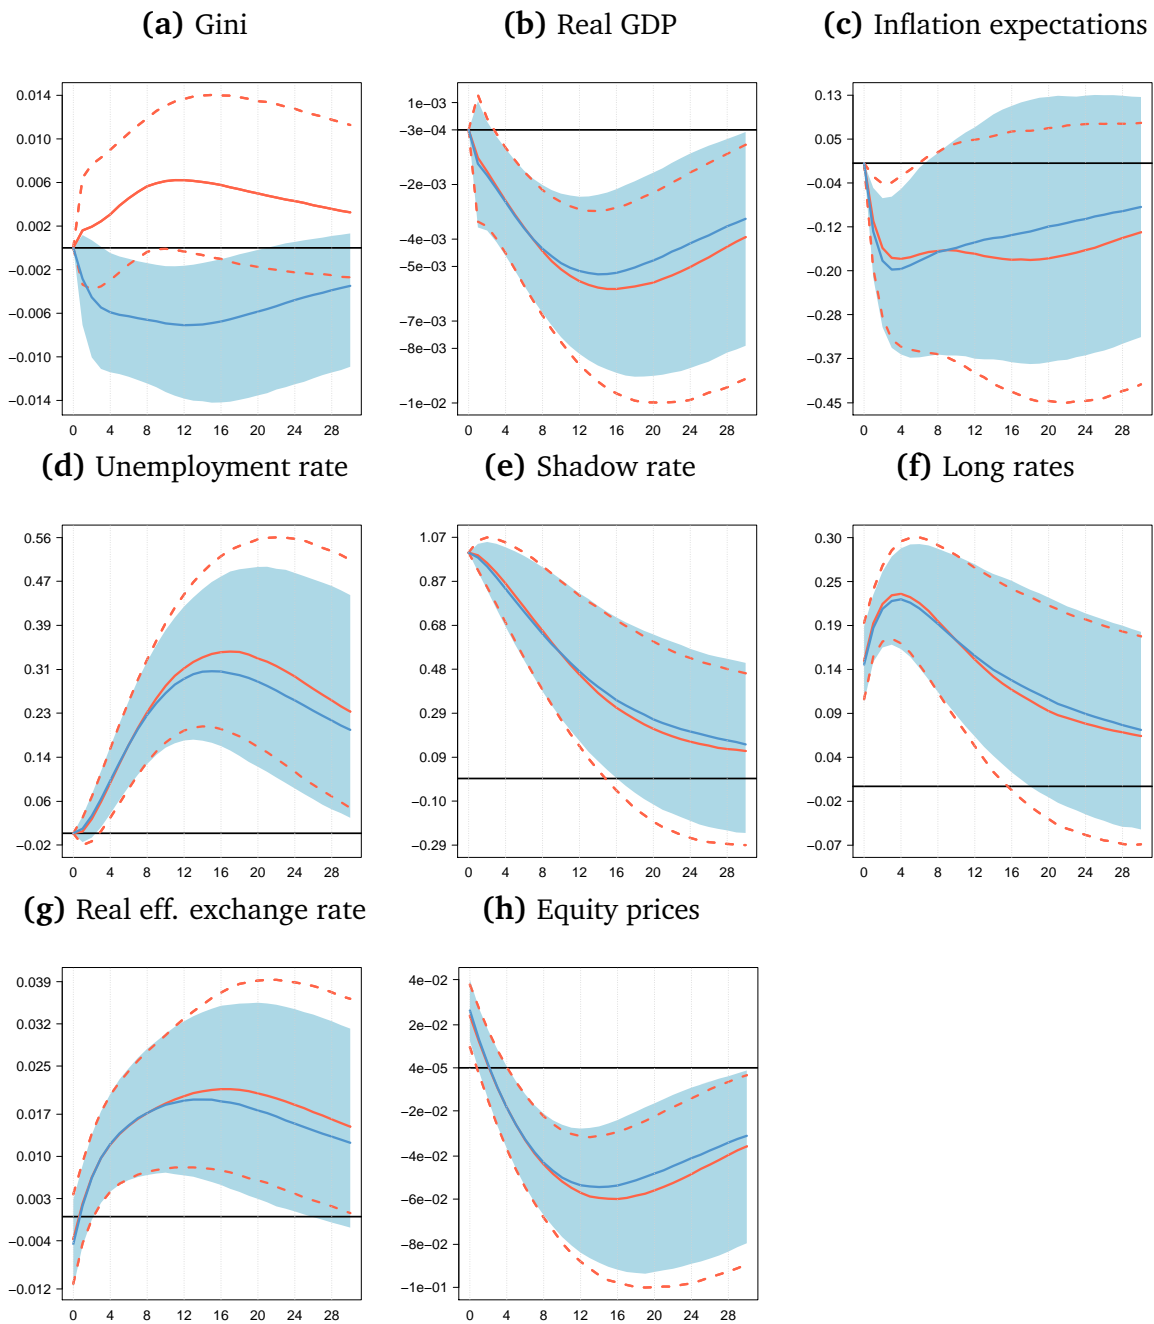 (a) Gini
(b) Real GDP
(c) Inflation expectations
0.014
0.010
0.006
0.002
−0.002
−0.006
−0.010
−0.014
0 4 8 12 16 20 24 28
1e−03
−3e−04
−2e−03
−4e−03
−5e−03
−7e−03
−8e−03
−1e−02
0 4 8 12 16 20 24 28
0.13
0.05
−0.04
−0.12
−0.20
−0.28
−0.37
−0.45
0 4 8 12 16 20 24 28
(d) Unemployment rate
(e) Shadow rate
(f) Long rates
0.56
0.47
0.39
0.31
0.23
0.14
0.06
−0.02
0 4 8 12 16 20 24 28
1.07
0.87
0.68
0.48
0.29
0.09
−0.10
−0.29
0 4 8 12 16 20 24 28
0.30
0.25
0.19
0.14
0.09
0.04
−0.02
−0.07
0 4 8 12 16 20 24 28
(g) Real eff. exchange rate
(h) Equity prices
0.039
0.032
0.025
0.017
0.010
0.003
−0.004
−0.012
0 4 8 12 16 20 24 28
4e−02
2e−02
4e−05
−2e−02
−4e−02
−6e−02
−8e−02
−1e−01
0 4 8 12 16 20 24 28